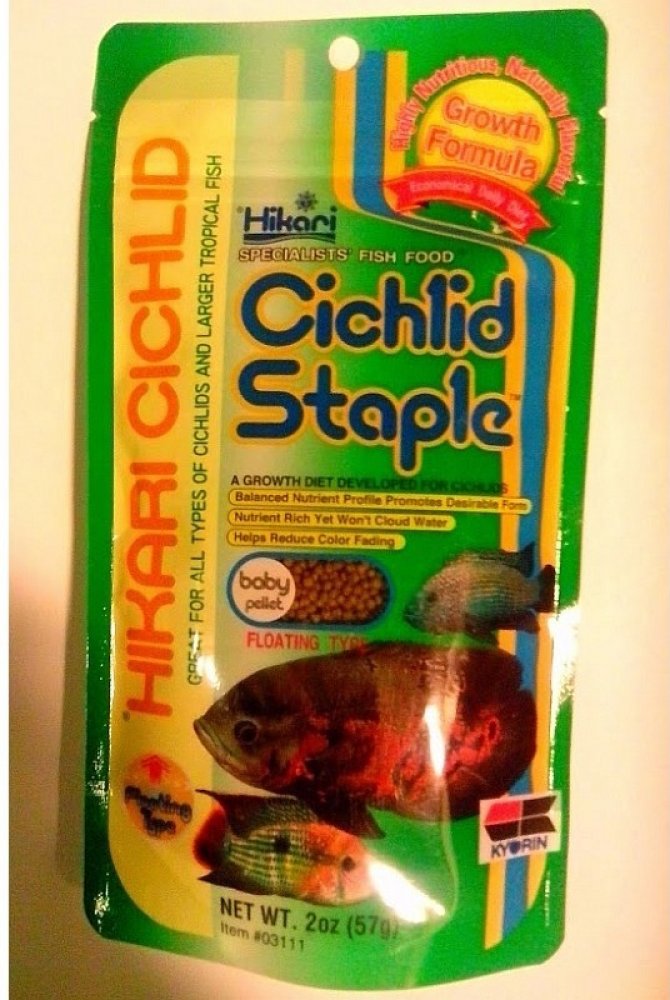 HIKARI CICHLID
GREAT FOR ALL TYPES OF CICHLIDS AND LARGER TROPICAL FISH
Highly Nutritious, Naturally Flavorful
Growth
Formula
Economical Daily Diet
Hikari
SPECIALISTS' FISH FOOD
Cichlid
Staple™
A GROWTH DIET DEVELOPED FOR CICHLIDS
Balanced Nutrient Profile Promotes Desirable Form
Nutrient Rich Yet Won't Cloud Water
Helps Reduce Color Fading
baby
pellet
FLOATING TYPE
Floating
Type
KYORIN
NET WT. 2oz (57g)
Item #03111